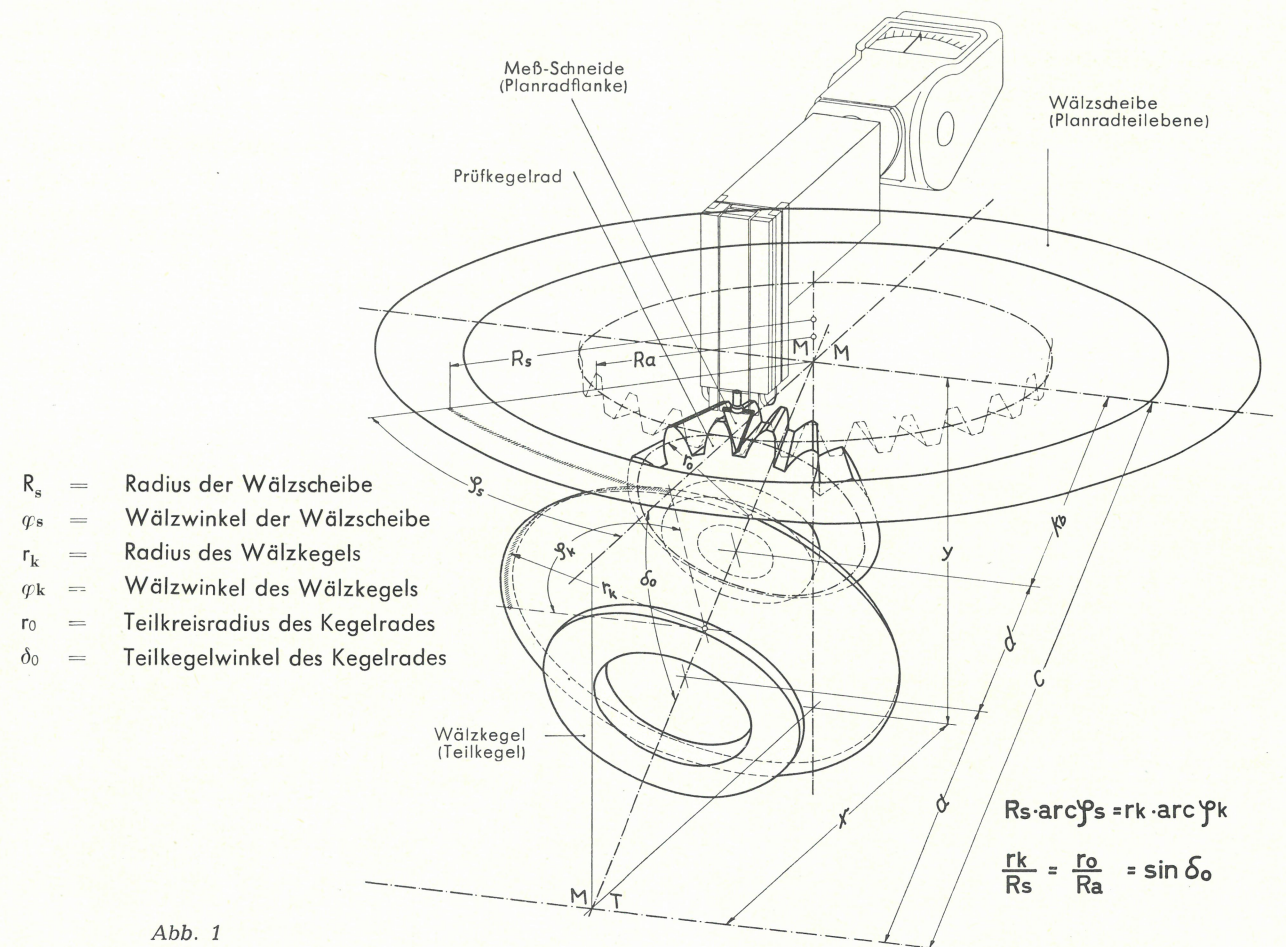 Meß-Schneide
(Planradflanke)
Wälzscheibe
(Planradteilebene)
Prüfkegelrad
M M
Rs
Ra
r₀
φs
Rₛ = Radius der Wälzscheibe
φs = Wälzwinkel der Wälzscheibe
rₖ = Radius des Wälzkegels
φk = Wälzwinkel des Wälzkegels
r₀ = Teilkreisradius des Kegelrades
δ₀ = Teilkegelwinkel des Kegelrades
φk
δ₀
rk
y
d
c
Wälzkegel
(Teilkegel)
x
Rs·arcφs = rk·arcφk
rk/Rs = r₀/Ra = sin δ₀
M T
Abb. 1